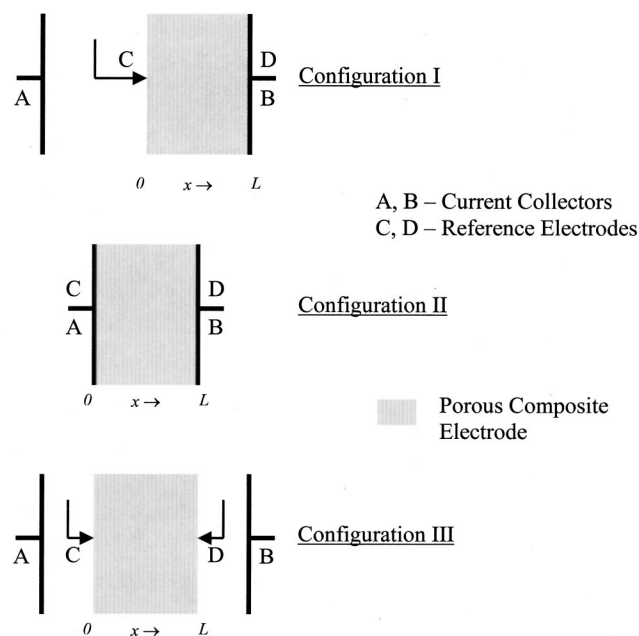 C D
Configuration I
A B
0 x → L
A, B – Current Collectors
C, D – Reference Electrodes
C D
Configuration II
A B
0 x → L
Porous Composite
Electrode
Configuration III
A C D B
0 x → L